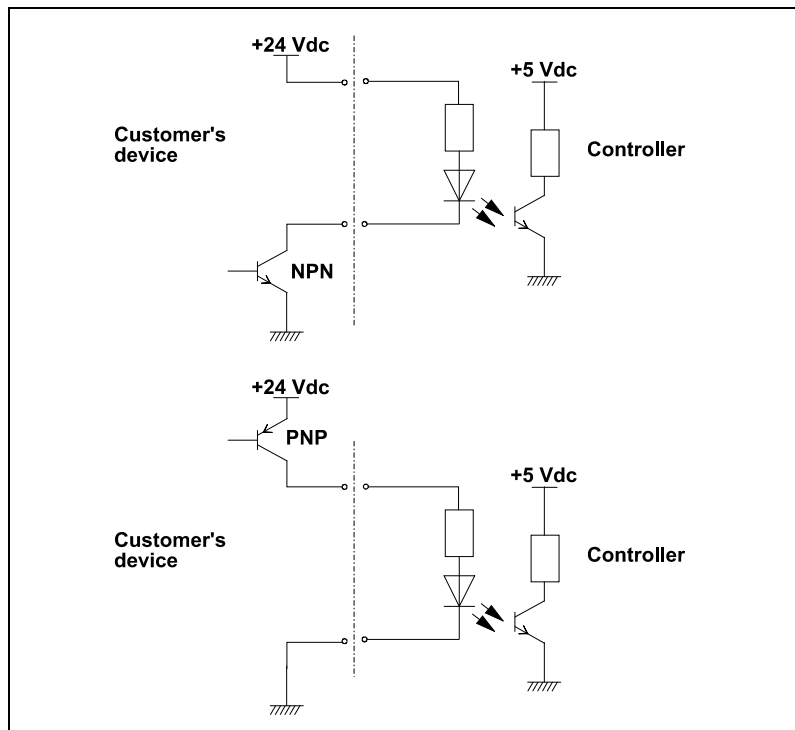 +24 Vdc
+5 Vdc
Customer's
device
Controller
NPN
+24 Vdc
PNP
+5 Vdc
Customer's
device
Controller